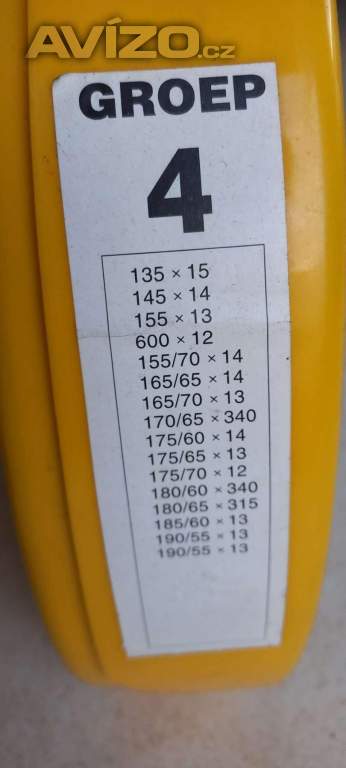 AVÍZO.cz
GROEP
4
135 × 15
145 × 14
155 × 13
600 × 12
155/70 × 14
165/65 × 14
165/70 × 13
170/65 × 340
175/60 × 14
175/65 × 13
175/70 × 12
180/60 × 340
180/65 × 315
185/60 × 13
190/55 × 13
190/55 × 13